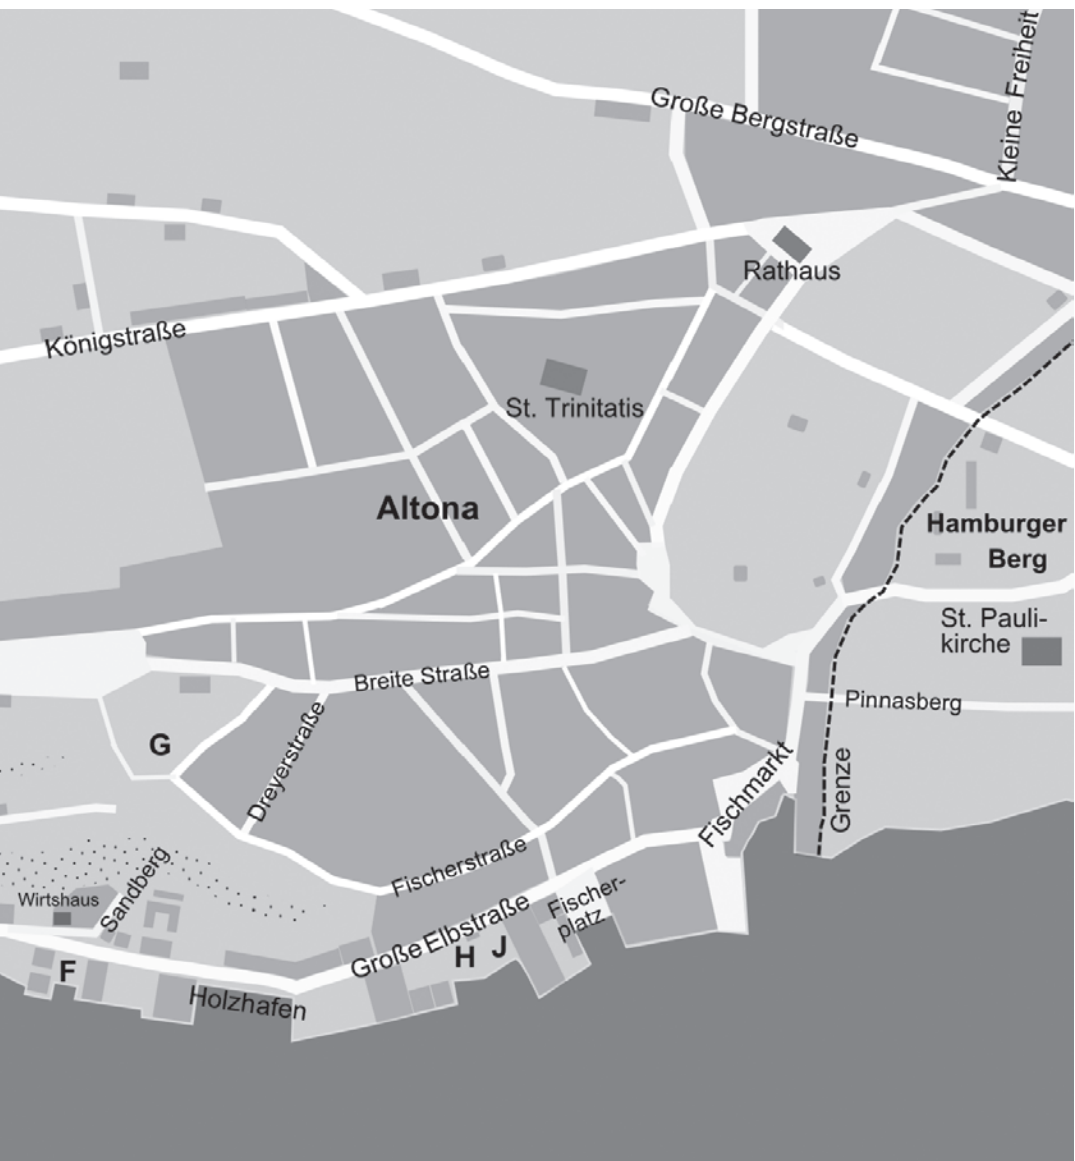 Kleine Freiheit
Große Bergstraße
Rathaus
Königstraße
St. Trinitatis
Altona
Hamburger
Berg
St. Pauli-
kirche
Breite Straße
Pinnasberg
G
Dreyerstraße
Fischmarkt
Grenze
Fischerstraße
Sandberg
Wirtshaus
Fischer-
platz
Große Elbstraße
H
J
F
Holzhafen